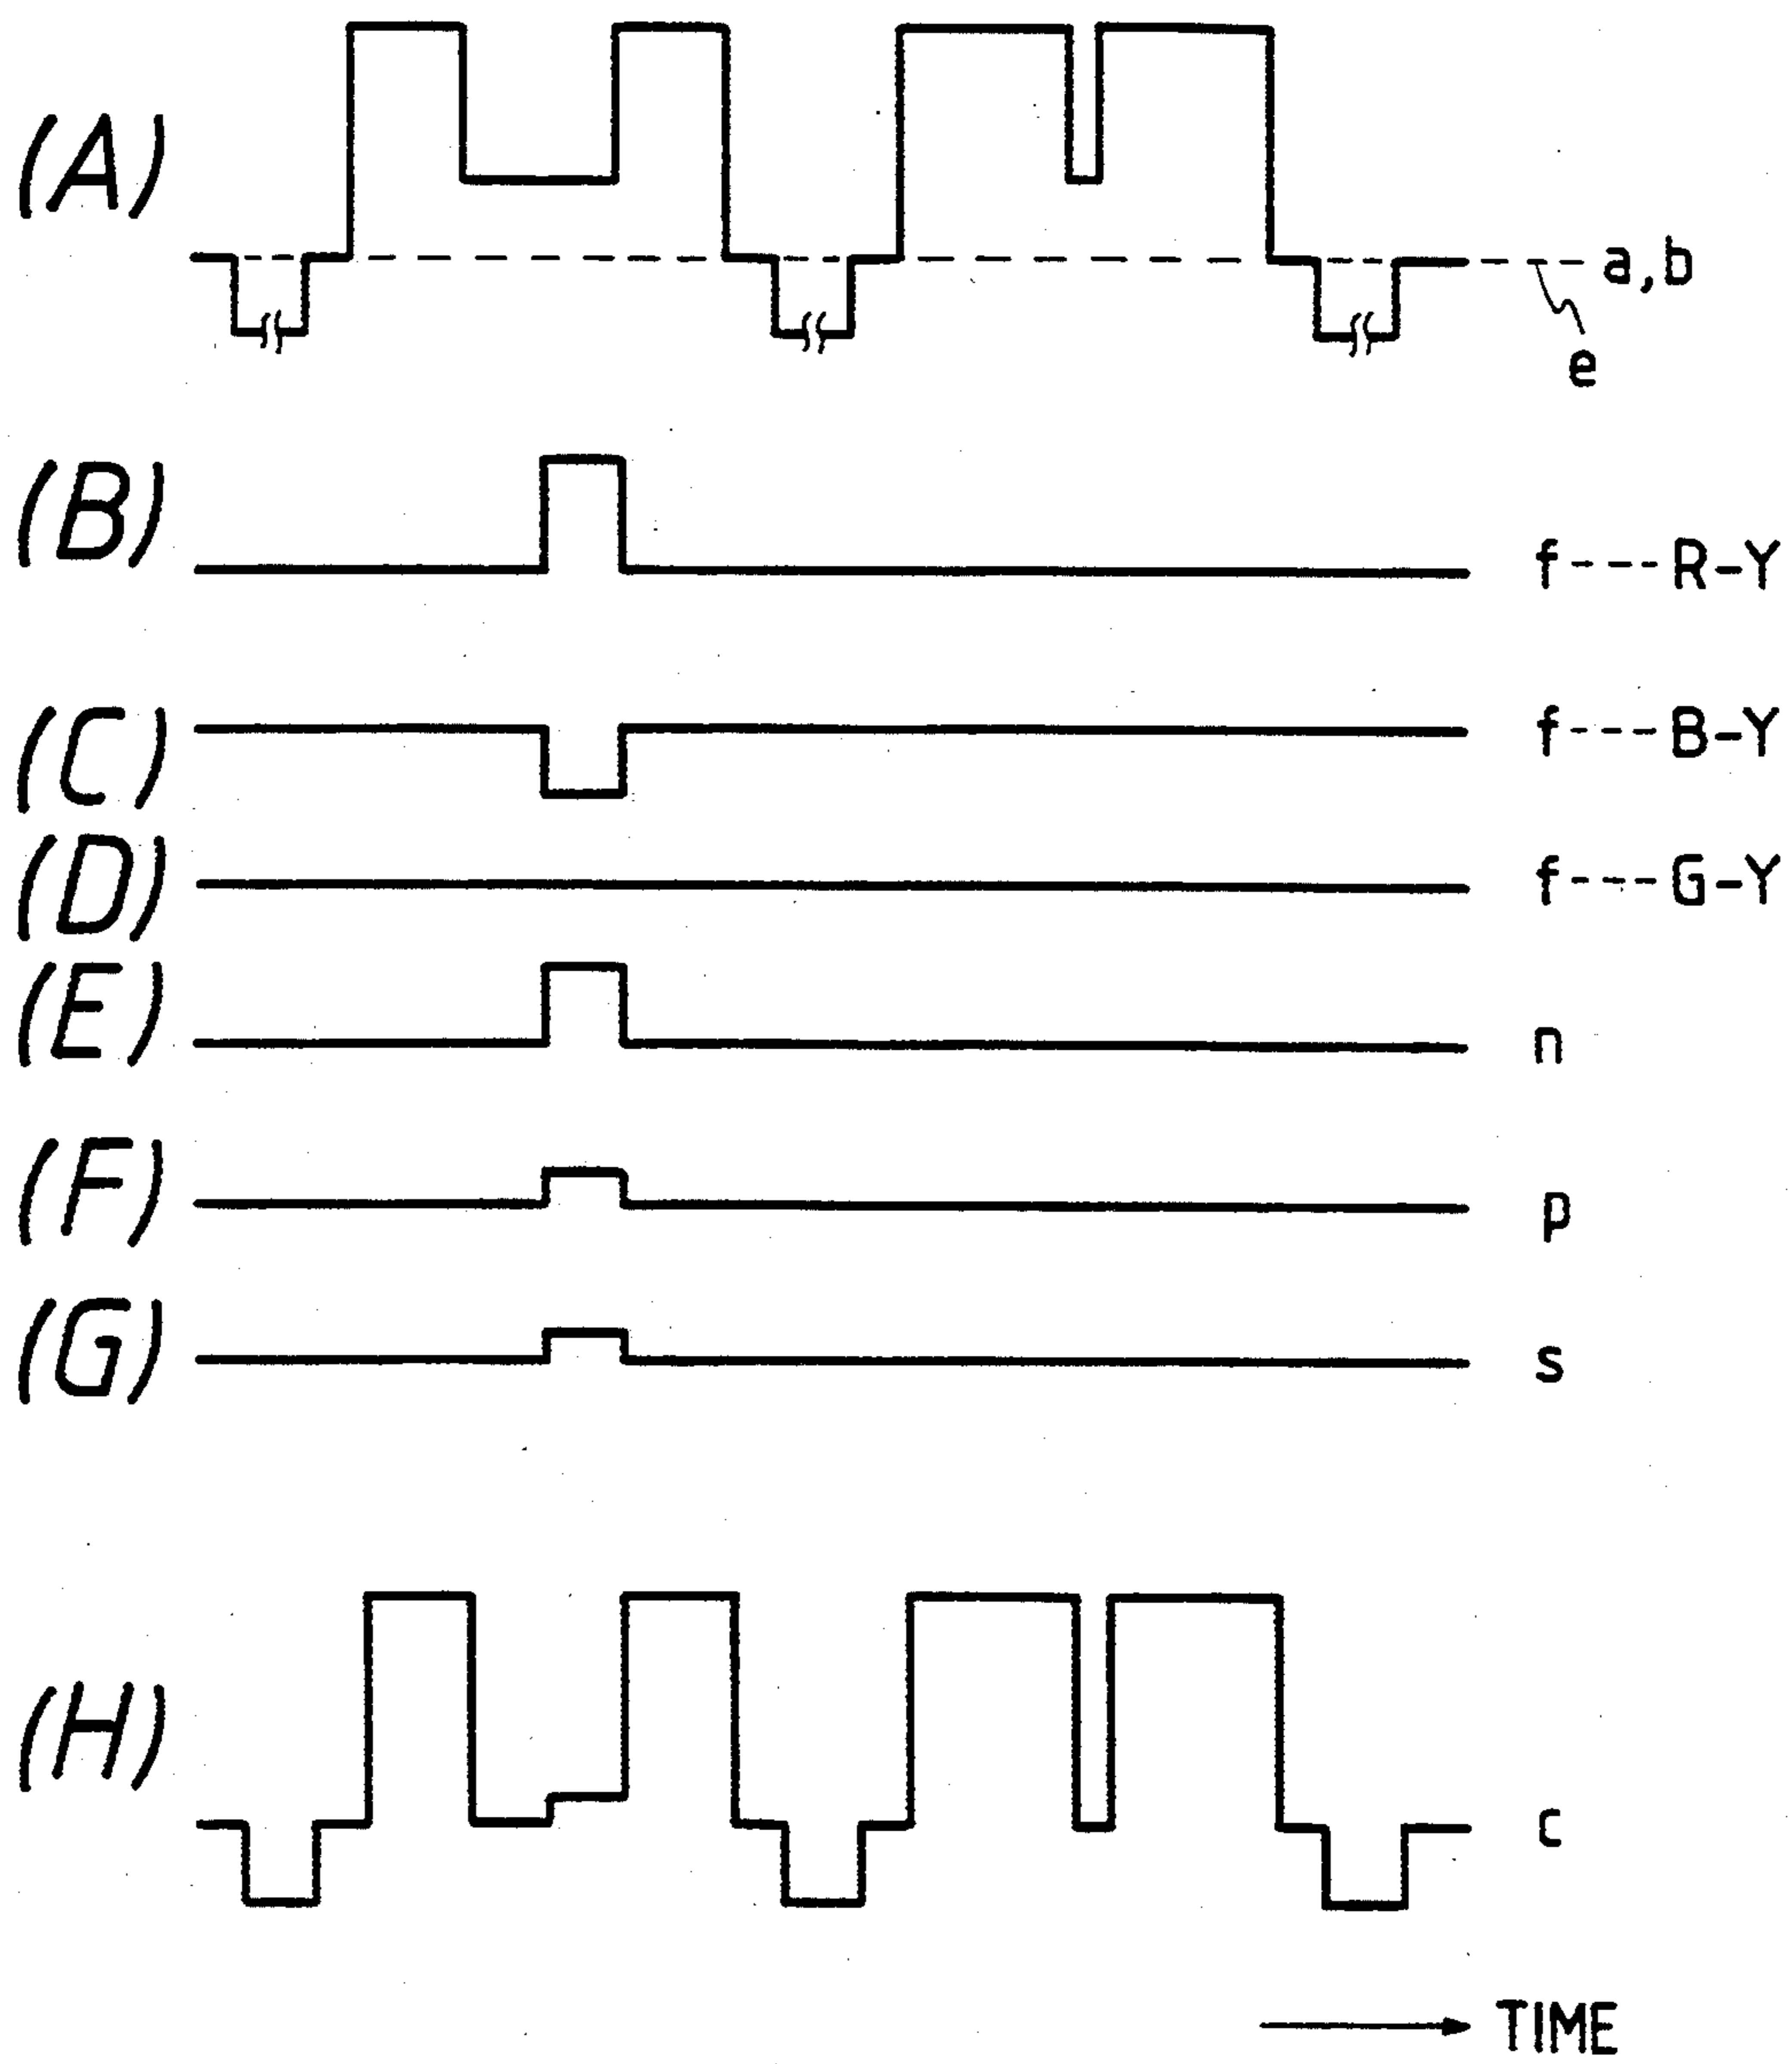 (A)
a,b
e
(B)
f----R-Y
(C)
f----B-Y
(D)
f----G-Y
(E)
n
(F)
p
(G)
s
(H)
c
TIME